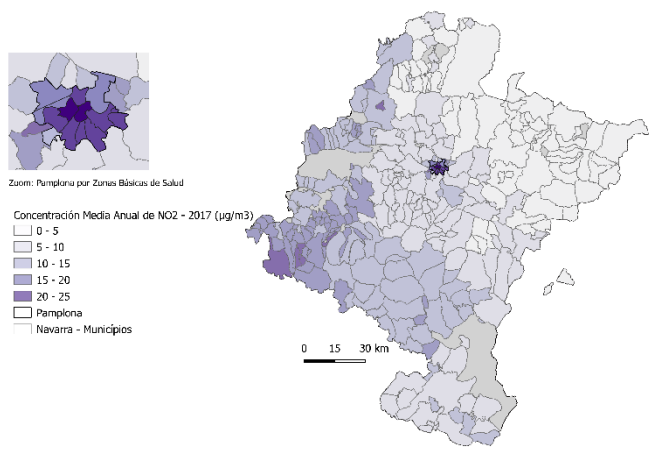 Zoom: Pamplona por Zonas Básicas de Salud
Concentración Media Anual de NO2 - 2017 (µg/m3)
0 - 5
5 - 10
10 - 15
15 - 20
20 - 25
Pamplona
Navarra - Municípios
0 15 30 km